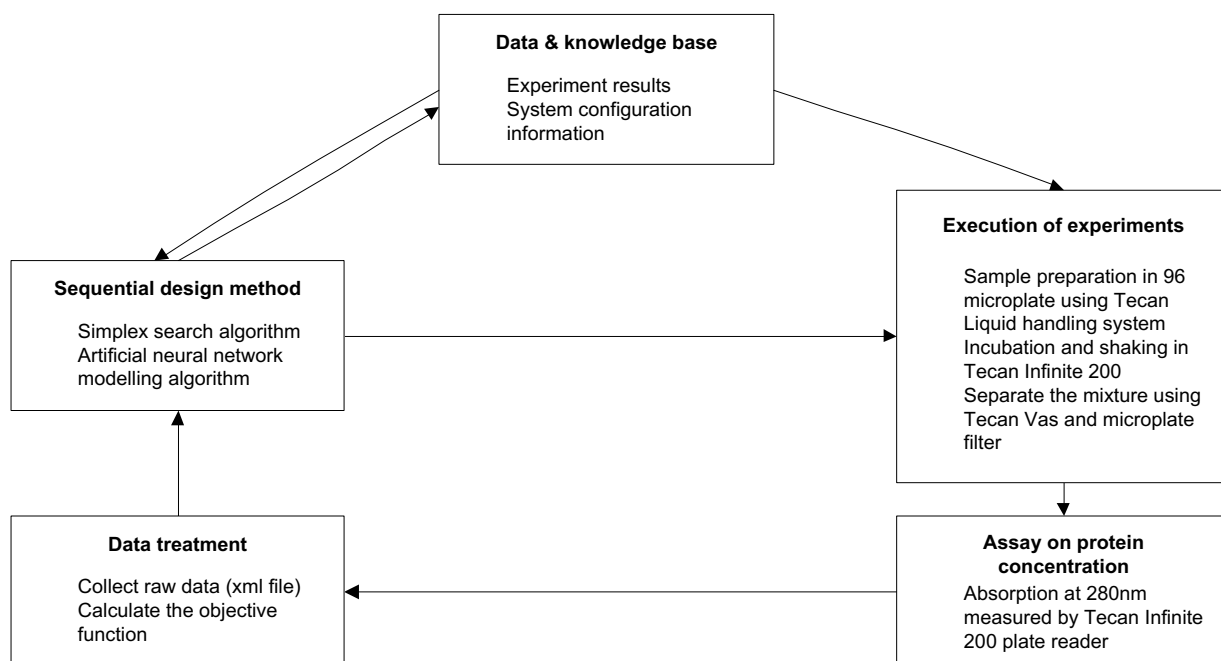 Data & knowledge base
Experiment results
System configuration
information
Execution of experiments
Sample preparation in 96
microplate using Tecan
Liquid handling system
Incubation and shaking in
Tecan Infinite 200
Separate the mixture using
Tecan Vas and microplate
filter
Sequential design method
Simplex search algorithm
Artificial neural network
modelling algorithm
Data treatment
Collect raw data (xml file)
Calculate the objective
function
Assay on protein
concentration
Absorption at 280nm
measured by Tecan Infinite
200 plate reader